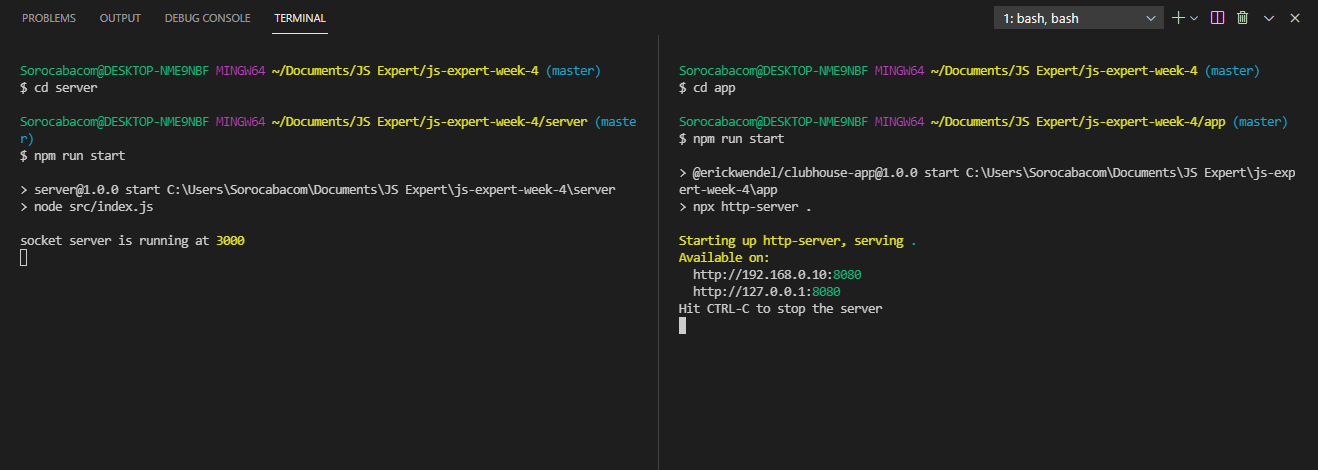 PROBLEMS OUTPUT DEBUG CONSOLE TERMINAL 1: bash, bash
Sorocabacom@DESKTOP-NME9NBF MINGW64 ~/Documents/JS Expert/js-expert-week-4 (master)
$ cd server
Sorocabacom@DESKTOP-NME9NBF MINGW64 ~/Documents/JS Expert/js-expert-week-4/server (maste
r)
$ npm run start
> server@1.0.0 start C:\Users\Sorocabacom\Documents\JS Expert\js-expert-week-4\server
> node src/index.js
socket server is running at 3000
Sorocabacom@DESKTOP-NME9NBF MINGW64 ~/Documents/JS Expert/js-expert-week-4 (master)
$ cd app
Sorocabacom@DESKTOP-NME9NBF MINGW64 ~/Documents/JS Expert/js-expert-week-4/app (master)
$ npm run start
> @erickwendel/clubhouse-app@1.0.0 start C:\Users\Sorocabacom\Documents\JS Expert\js-exp
ert-week-4\app
> npx http-server .
Starting up http-server, serving .
Available on:
http://192.168.0.10:8080
http://127.0.0.1:8080
Hit CTRL-C to stop the server